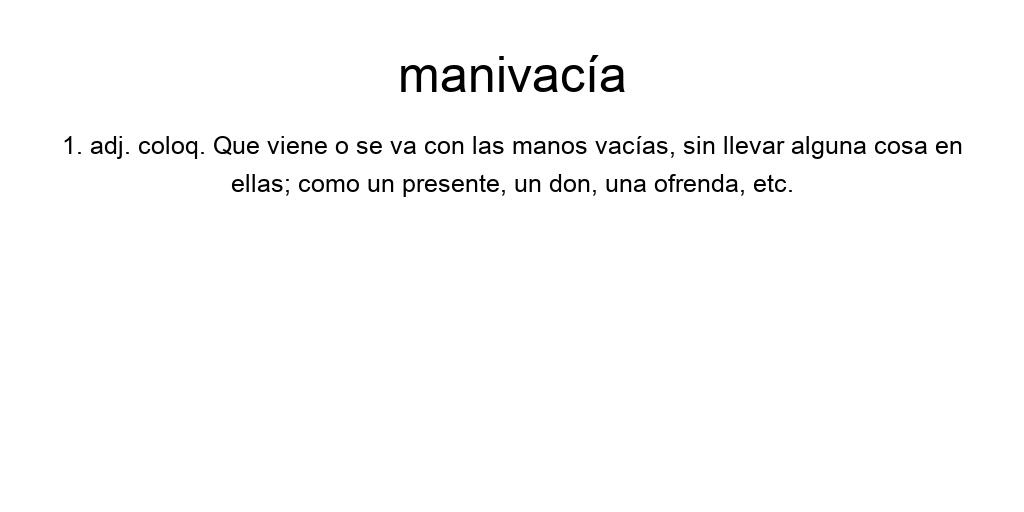 manivacía
1. adj. coloq. Que viene o se va con las manos vacías, sin llevar alguna cosa en
ellas; como un presente, un don, una ofrenda, etc.